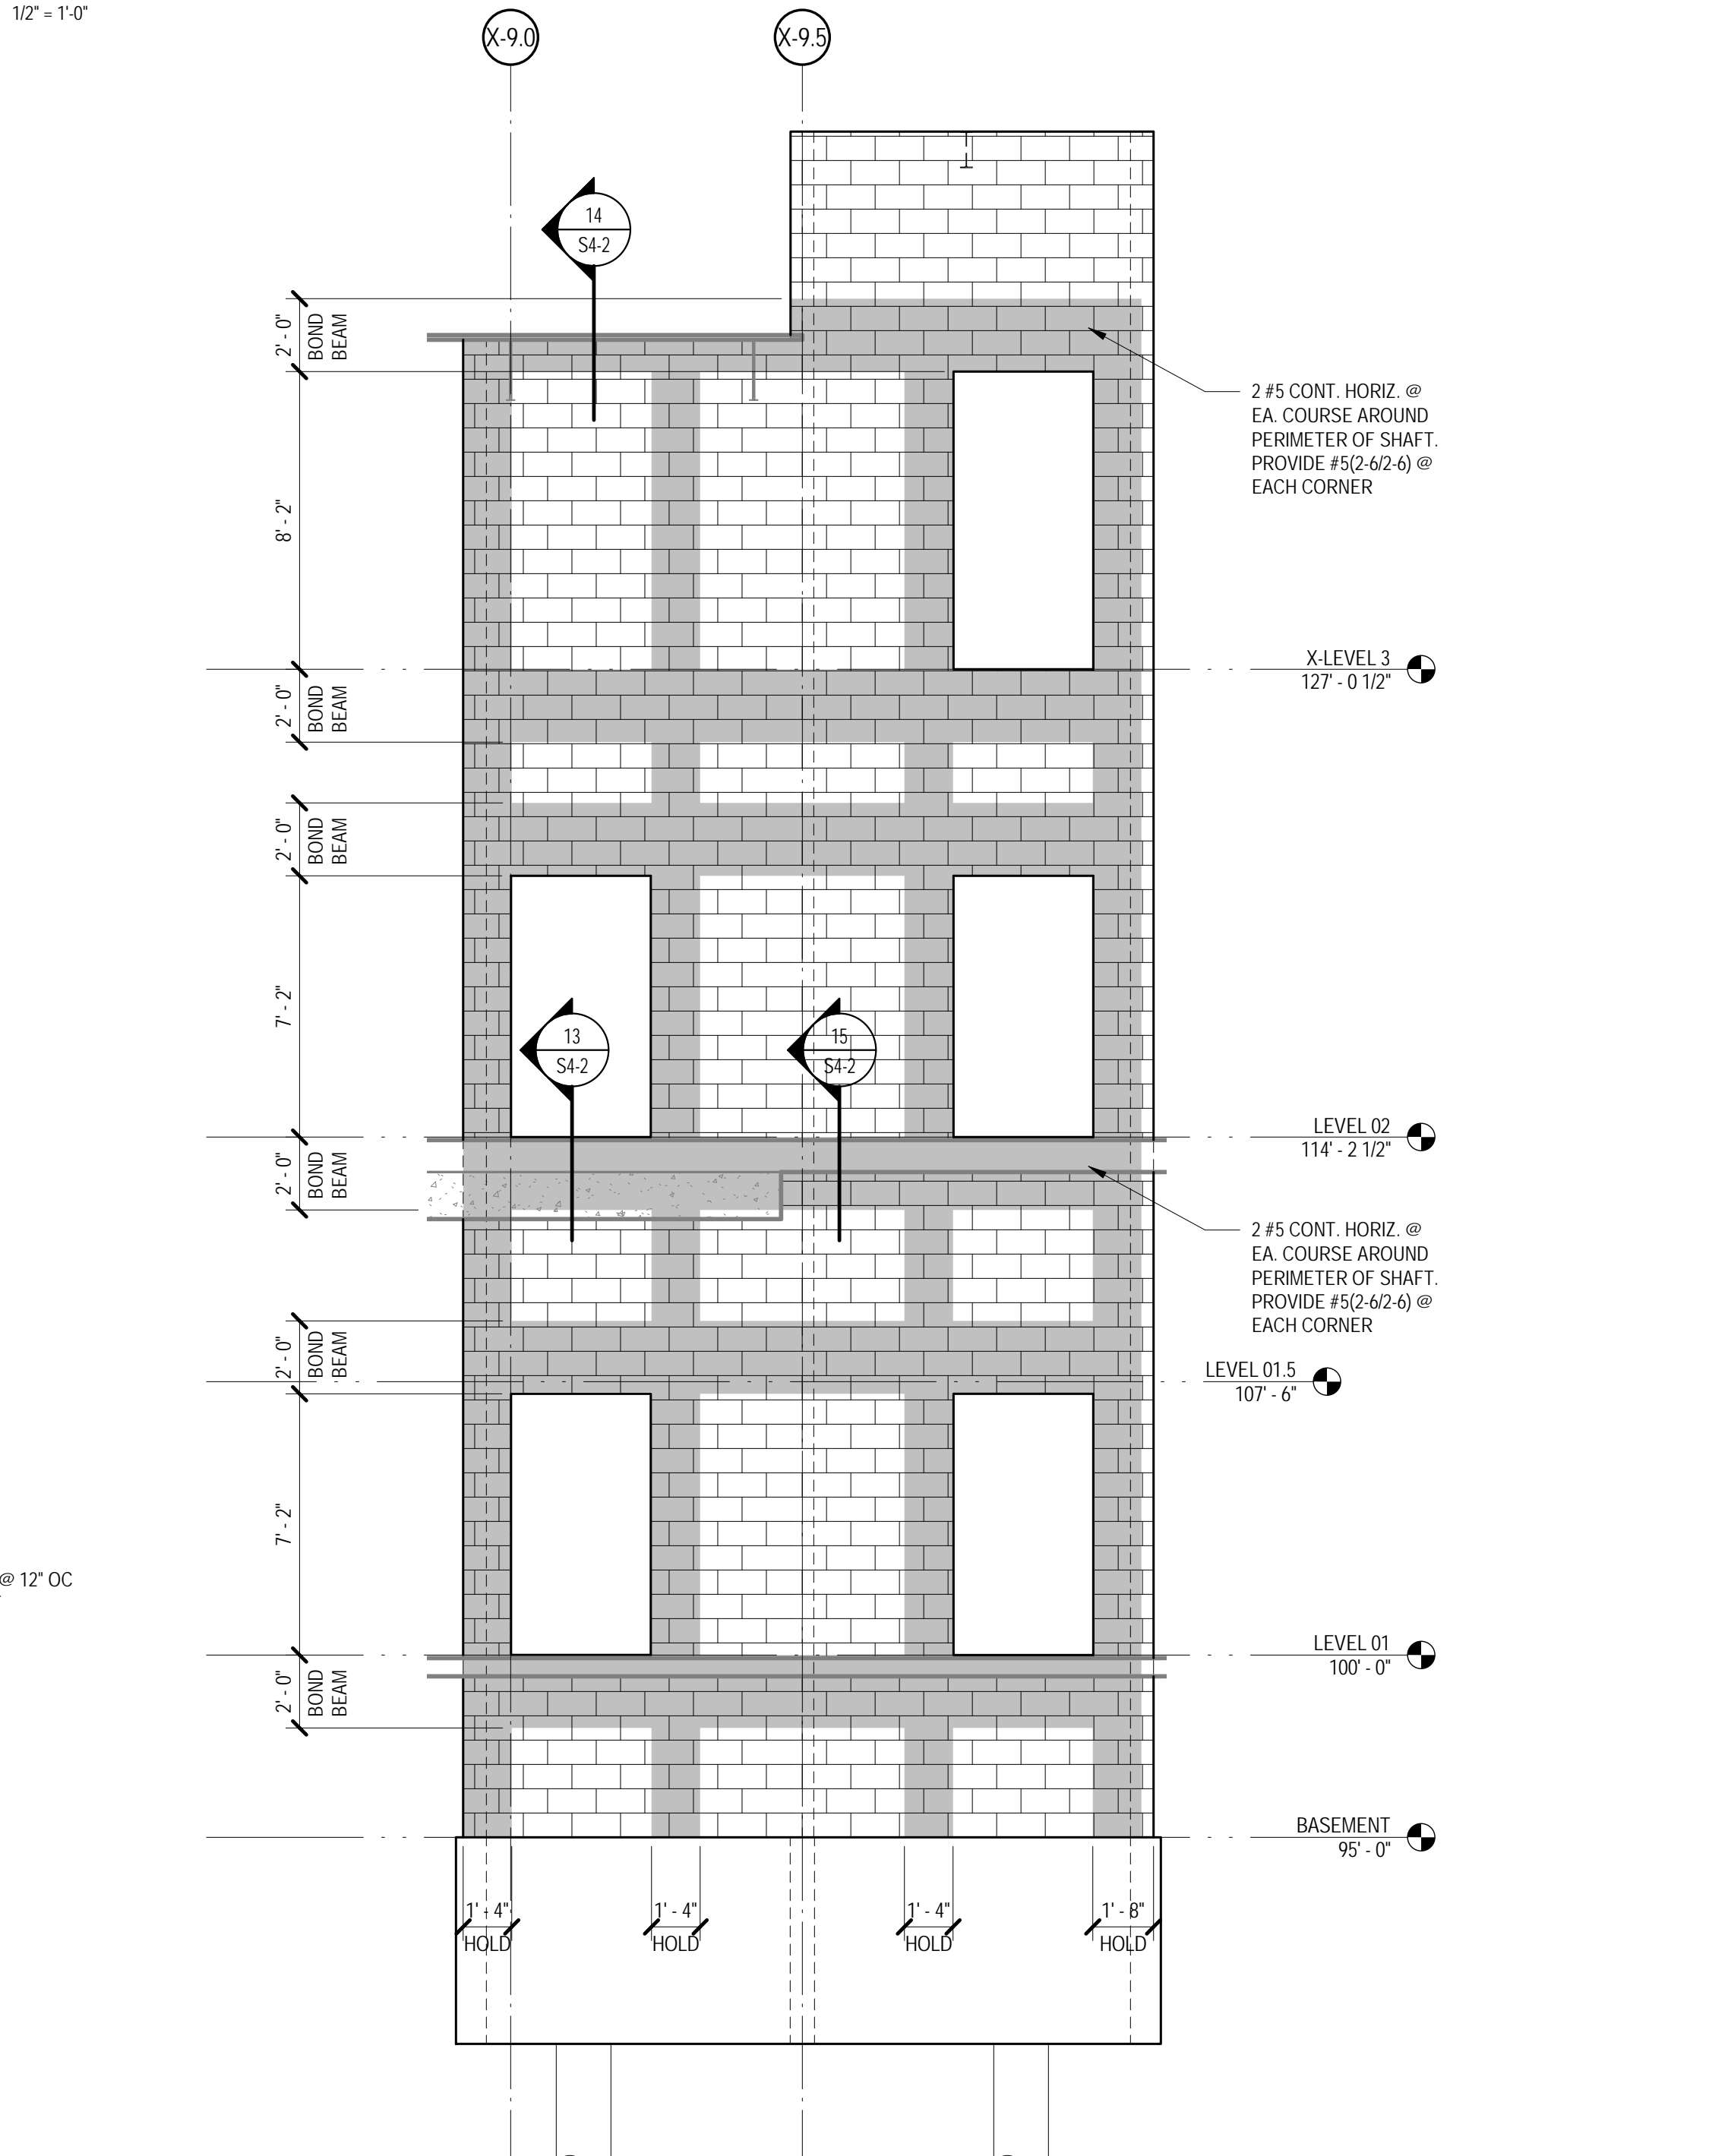 1/2" = 1'-0"
X-9.0
X-9.5
14
S4-2
2' - 0"
BOND
BEAM
2 #5 CONT. HORIZ. @
EA. COURSE AROUND
PERIMETER OF SHAFT.
PROVIDE #5(2-6/2-6) @
EACH CORNER
8' - 2"
X-LEVEL 3
127' - 0 1/2"
2' - 0"
BOND
BEAM
2' - 0"
BOND
BEAM
7' - 2"
13
S4-2
15
S4-2
LEVEL 02
114' - 2 1/2"
2' - 0"
BOND
BEAM
2 #5 CONT. HORIZ. @
EA. COURSE AROUND
PERIMETER OF SHAFT.
PROVIDE #5(2-6/2-6) @
EACH CORNER
2' - 0"
BOND
BEAM
LEVEL 01.5
107' - 6"
7' - 2"
@ 12" OC
LEVEL 01
100' - 0"
2' - 0"
BOND
BEAM
BASEMENT
95' - 0"
1' - 4"
HOLD
1' - 4"
HOLD
1' - 4"
HOLD
1' - 8"
HOLD